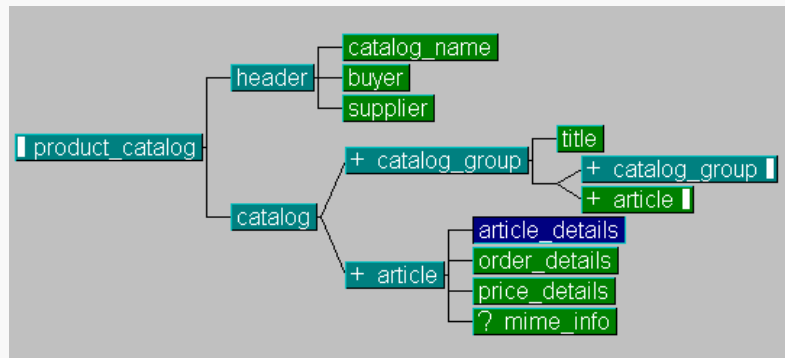 catalog_name
header
buyer
supplier
product_catalog
title
+ catalog_group
+ catalog_group
+ article
catalog
article_details
order_details
+ article
price_details
? mime_info